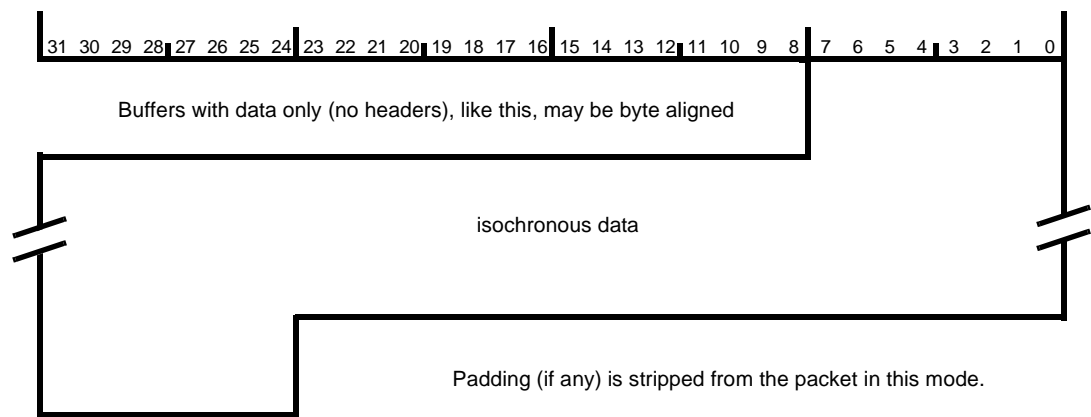 31 30 29 28 27 26 25 24 23 22 21 20 19 18 17 16 15 14 13 12 11 10 9 8 7 6 5 4 3 2 1 0
Buffers with data only (no headers), like this, may be byte aligned
isochronous data
Padding (if any) is stripped from the packet in this mode.